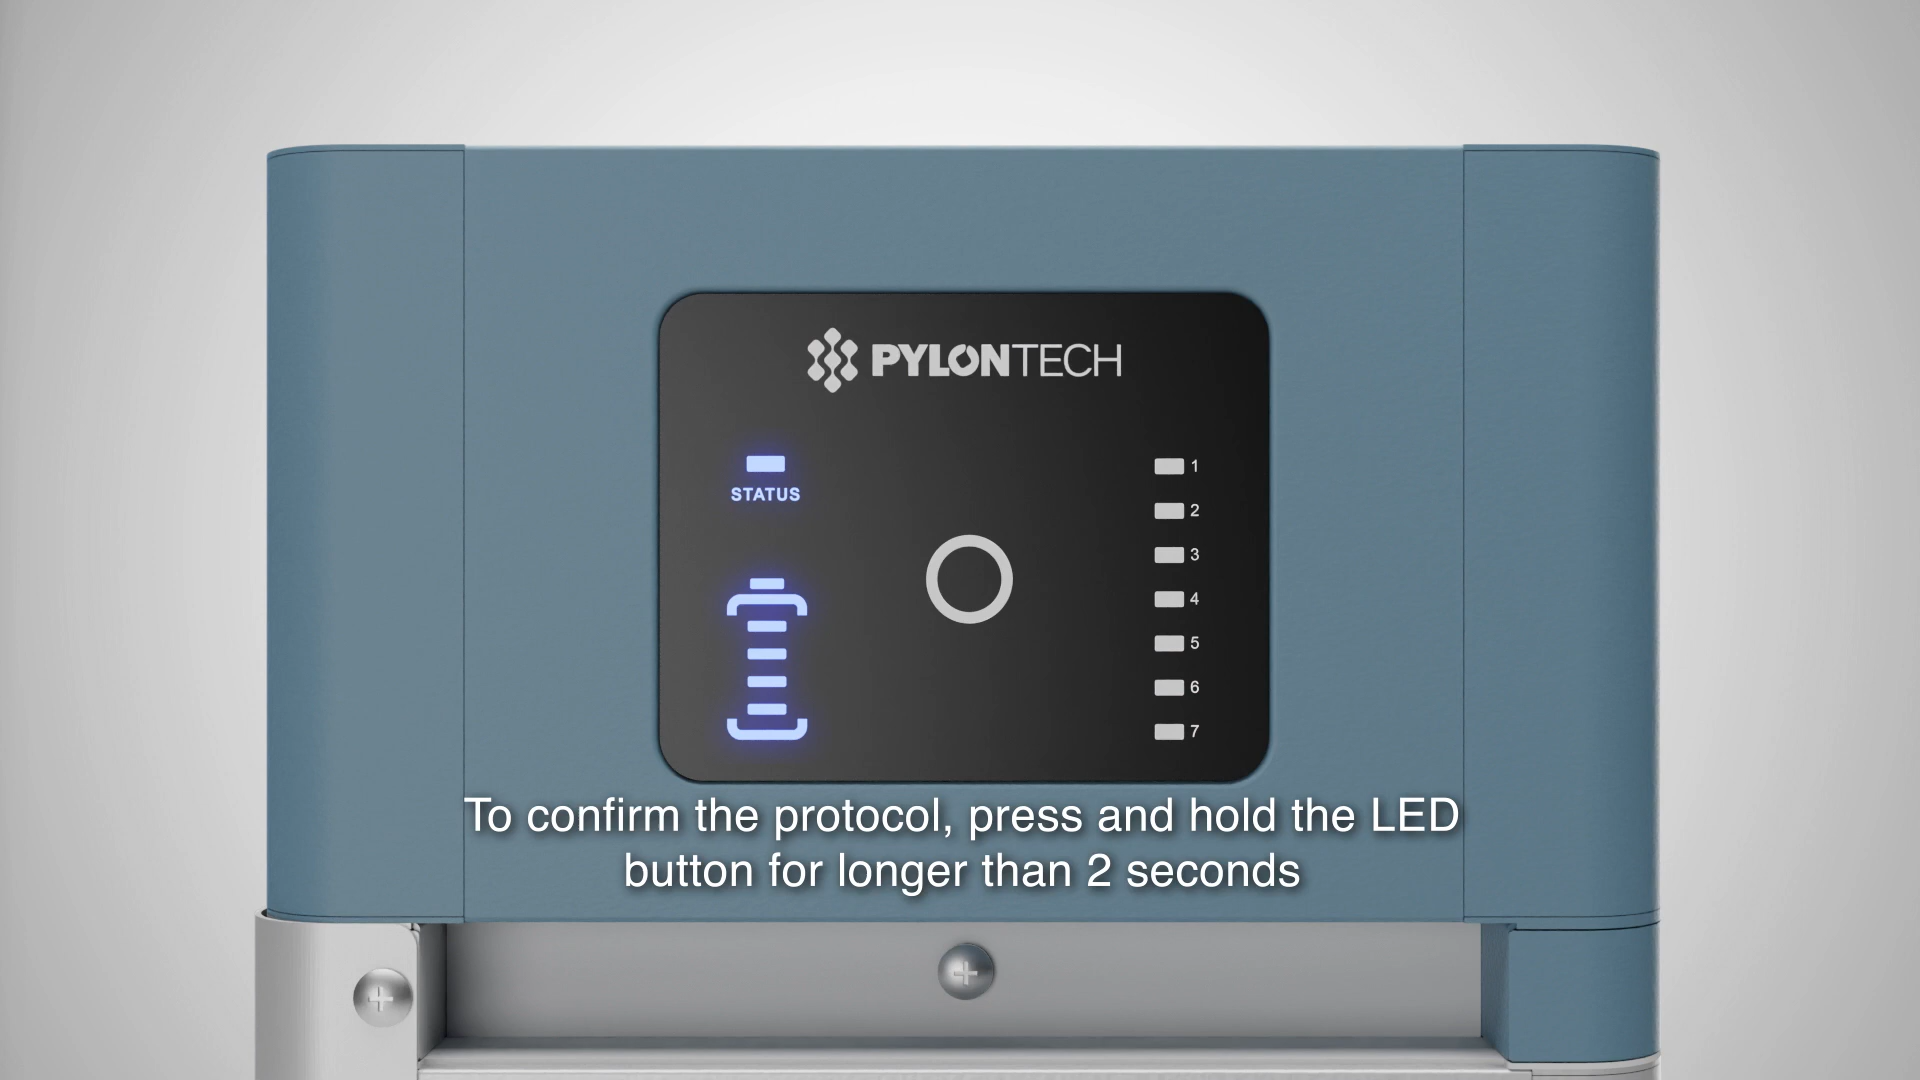 PYLONTECH
STATUS
1
2
3
4
5
6
7
To confirm the protocol, press and hold the LED
button for longer than 2 seconds